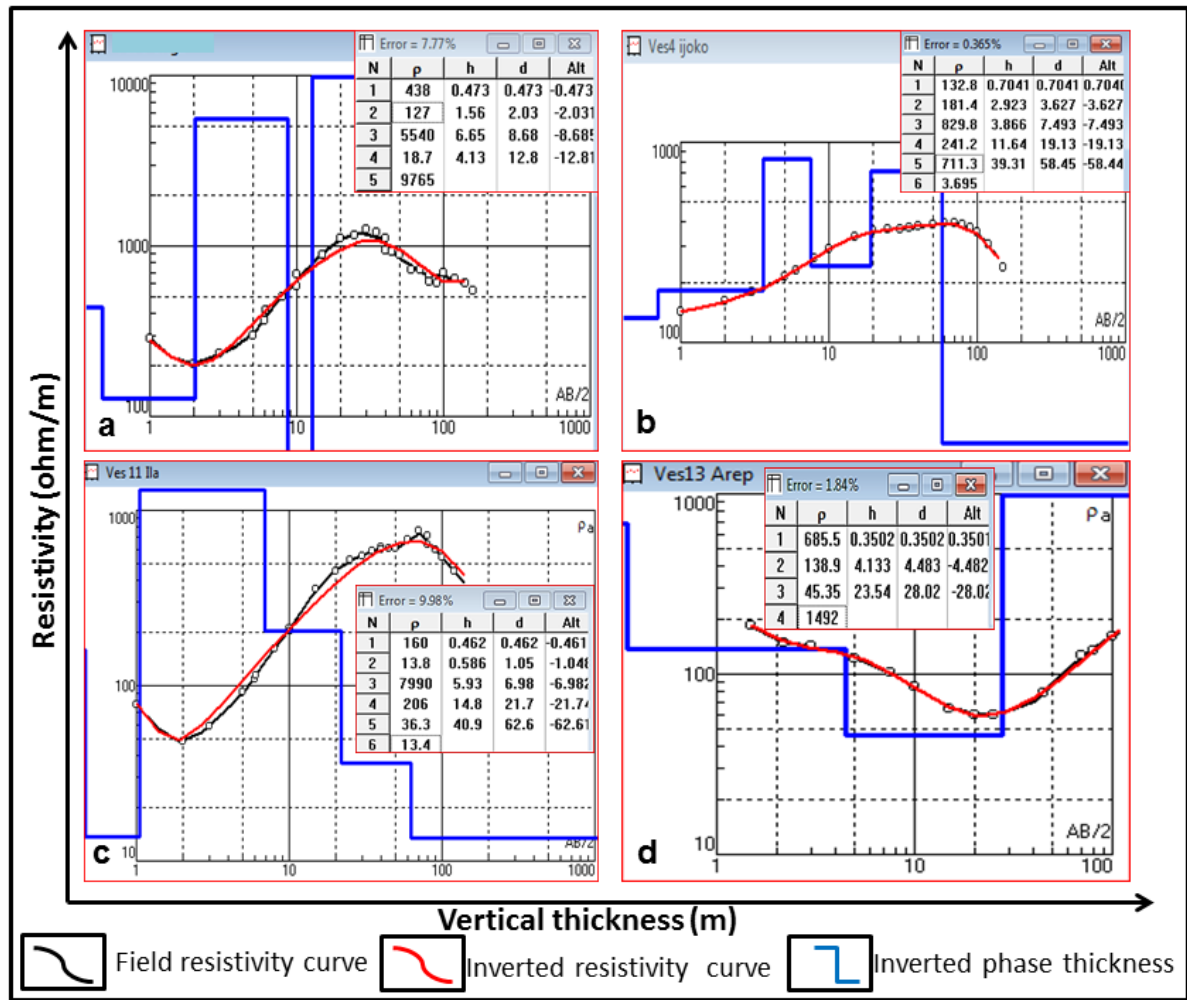 Resistivity (ohm/m)
Error = 7.77%
N ρ h d Alt
1 438 0.473 0.473 -0.473
2 127 1.56 2.03 -2.031
3 5540 6.65 8.68 -8.685
4 18.7 4.13 12.8 -12.81
5 9765
10000
1000
100
AB/2
a
1 10 100 1000
Ves4 ijoko
Error = 0.365%
N ρ h d Alt
1 132.8 0.7041 0.7041 0.7040
2 181.4 2.923 3.627 -3.627
3 829.8 3.866 7.493 -7.493
4 241.2 11.64 19.13 -19.13
5 711.3 39.31 58.45 -58.44
6 3.695
1000
100
AB/2
b
1 10 100 1000
Ves 11 Ila
1000
ρa
100
Error = 9.98%
N ρ h d Alt
1 160 0.462 0.462 -0.461
2 13.8 0.586 1.05 -1.048
3 7990 5.93 6.98 -6.982
4 206 14.8 21.7 -21.74
5 36.3 40.9 62.6 -62.61
6 13.4
AB/2
10
c
1 10 100 1000
Ves13 Arep
Error = 1.84%
N ρ h d Alt
1 685.5 0.3502 0.3502 0.3501
2 138.9 4.133 4.483 -4.482
3 45.35 23.54 28.02 -28.02
4 1492
1000
ρa
100
10
AB/2
d
1 10 100
Vertical thickness (m)
Field resistivity curve
Inverted resistivity curve
Inverted phase thickness